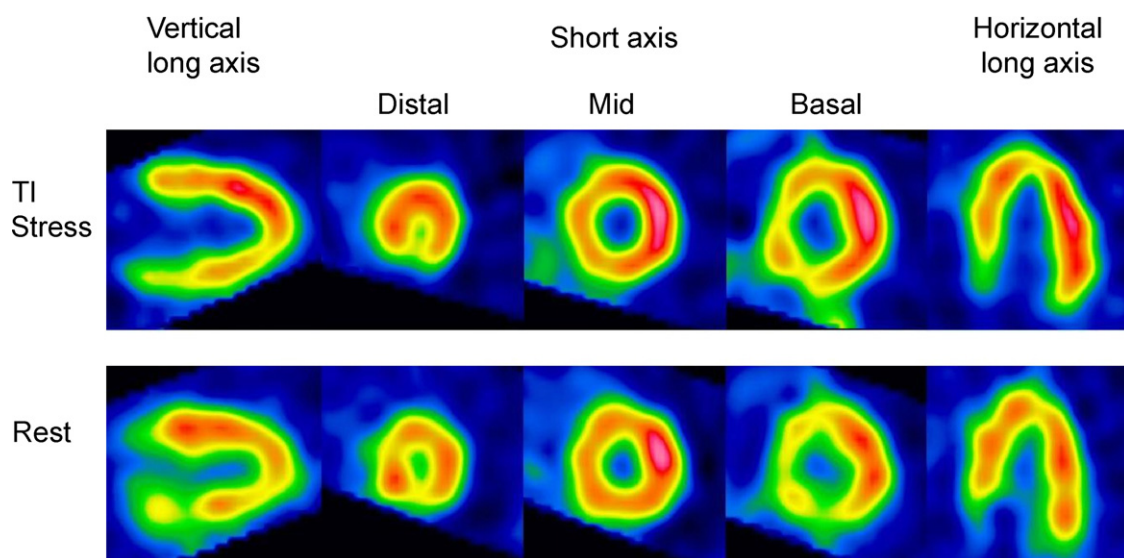 Vertical
long axis
Short axis
Horizontal
long axis
Distal
Mid
Basal
Tl
Stress
Rest